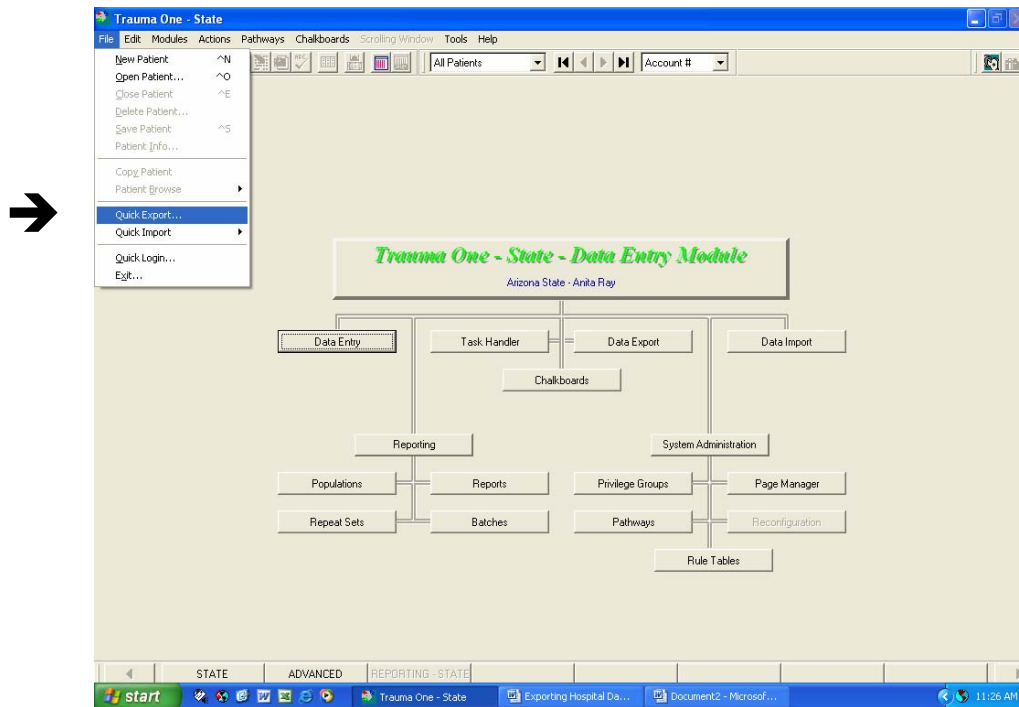 Trauma One - State
File Edit Modules Actions Pathways Chalkboards Scrolling Window Tools Help
New Patient ^N
Open Patient... ^O
Close Patient ^E
Delete Patient...
Save Patient ^S
Patient Info...
Copy Patient
Patient Browse
Quick Export...
Quick Import
Quick Login...
Exit...
All Patients
Account #
Trauma One - State - Data Entry Module
Arizona State - Anita Ray
Data Entry Task Handler Data Export Data Import
Chalkboards
Reporting System Administration
Populations Reports Privilege Groups Page Manager
Repeat Sets Batches Pathways Reconfiguration
Rule Tables
STATE ADVANCED REPORTING - STATE
start Trauma One - State Exporting Hospital Da... Document2 - Microsof... 11:26 AM